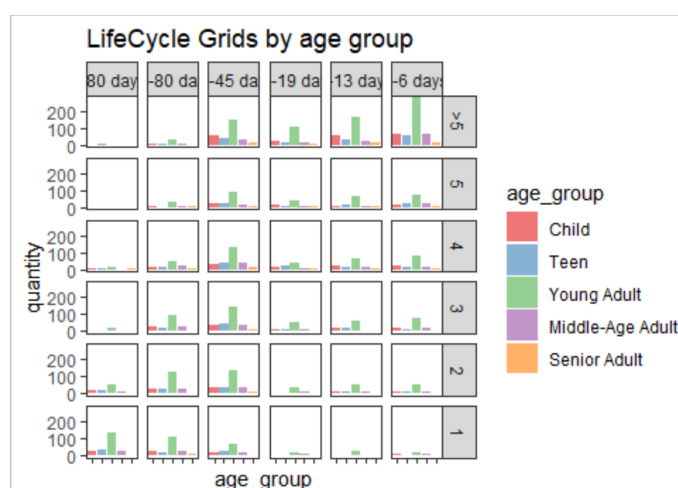 LifeCycle Grids by age group
80 day -80 da -45 da -19 da -13 day -6 days
200
100
0
>5
200
100
0
5
200
100
0
4
200
100
0
3
200
100
0
2
200
100
0
1
quantity
age_group
age_group
Child
Teen
Young Adult
Middle-Age Adult
Senior Adult